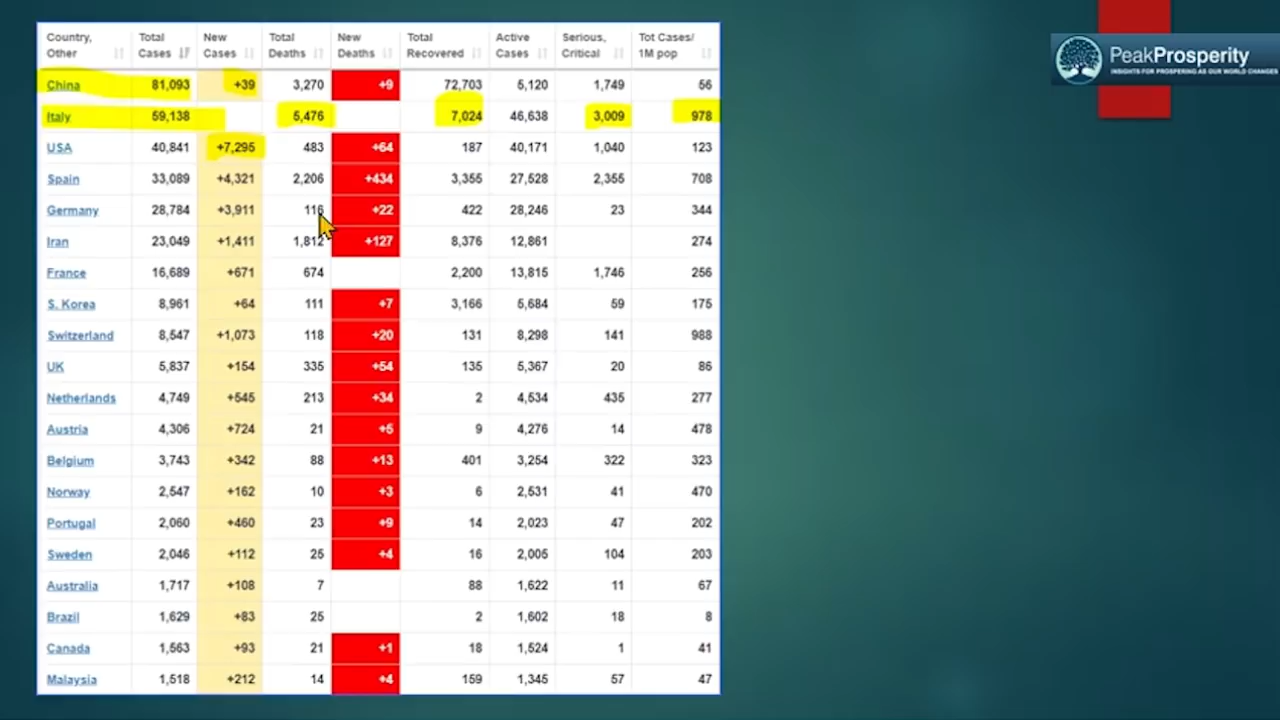 Country, Other Total Cases New Cases Total Deaths New Deaths Total Recovered Active Cases Serious, Critical Tot Cases/ 1M pop
China 81,093 +39 3,270 +9 72,703 5,120 1,749 56
Italy 59,138 5,476 7,024 46,638 3,009 978
USA 40,841 +7,295 483 +64 187 40,171 1,040 123
Spain 33,089 +4,321 2,206 +434 3,355 27,528 2,355 708
Germany 28,784 +3,911 116 +22 422 28,246 23 344
Iran 23,049 +1,411 1,812 +127 8,376 12,861 274
France 16,689 +671 674 2,200 13,815 1,746 256
S. Korea 8,961 +64 111 +7 3,166 5,684 59 175
Switzerland 8,547 +1,073 118 +20 131 8,298 141 988
UK 5,837 +154 335 +54 135 5,367 20 86
Netherlands 4,749 +545 213 +34 2 4,534 435 277
Austria 4,306 +724 21 +5 9 4,276 14 478
Belgium 3,743 +342 88 +13 401 3,254 322 323
Norway 2,547 +162 10 +3 6 2,531 41 470
Portugal 2,060 +460 23 +9 14 2,023 47 202
Sweden 2,046 +112 25 +4 16 2,005 104 203
Australia 1,717 +108 7 88 1,622 11 67
Brazil 1,629 +83 25 2 1,602 18 8
Canada 1,563 +93 21 +1 18 1,524 1 41
Malaysia 1,518 +212 14 +4 159 1,345 57 47
PeakProsperity
INSIGHTS FOR PROSPERING AS OUR WORLD CHANGES